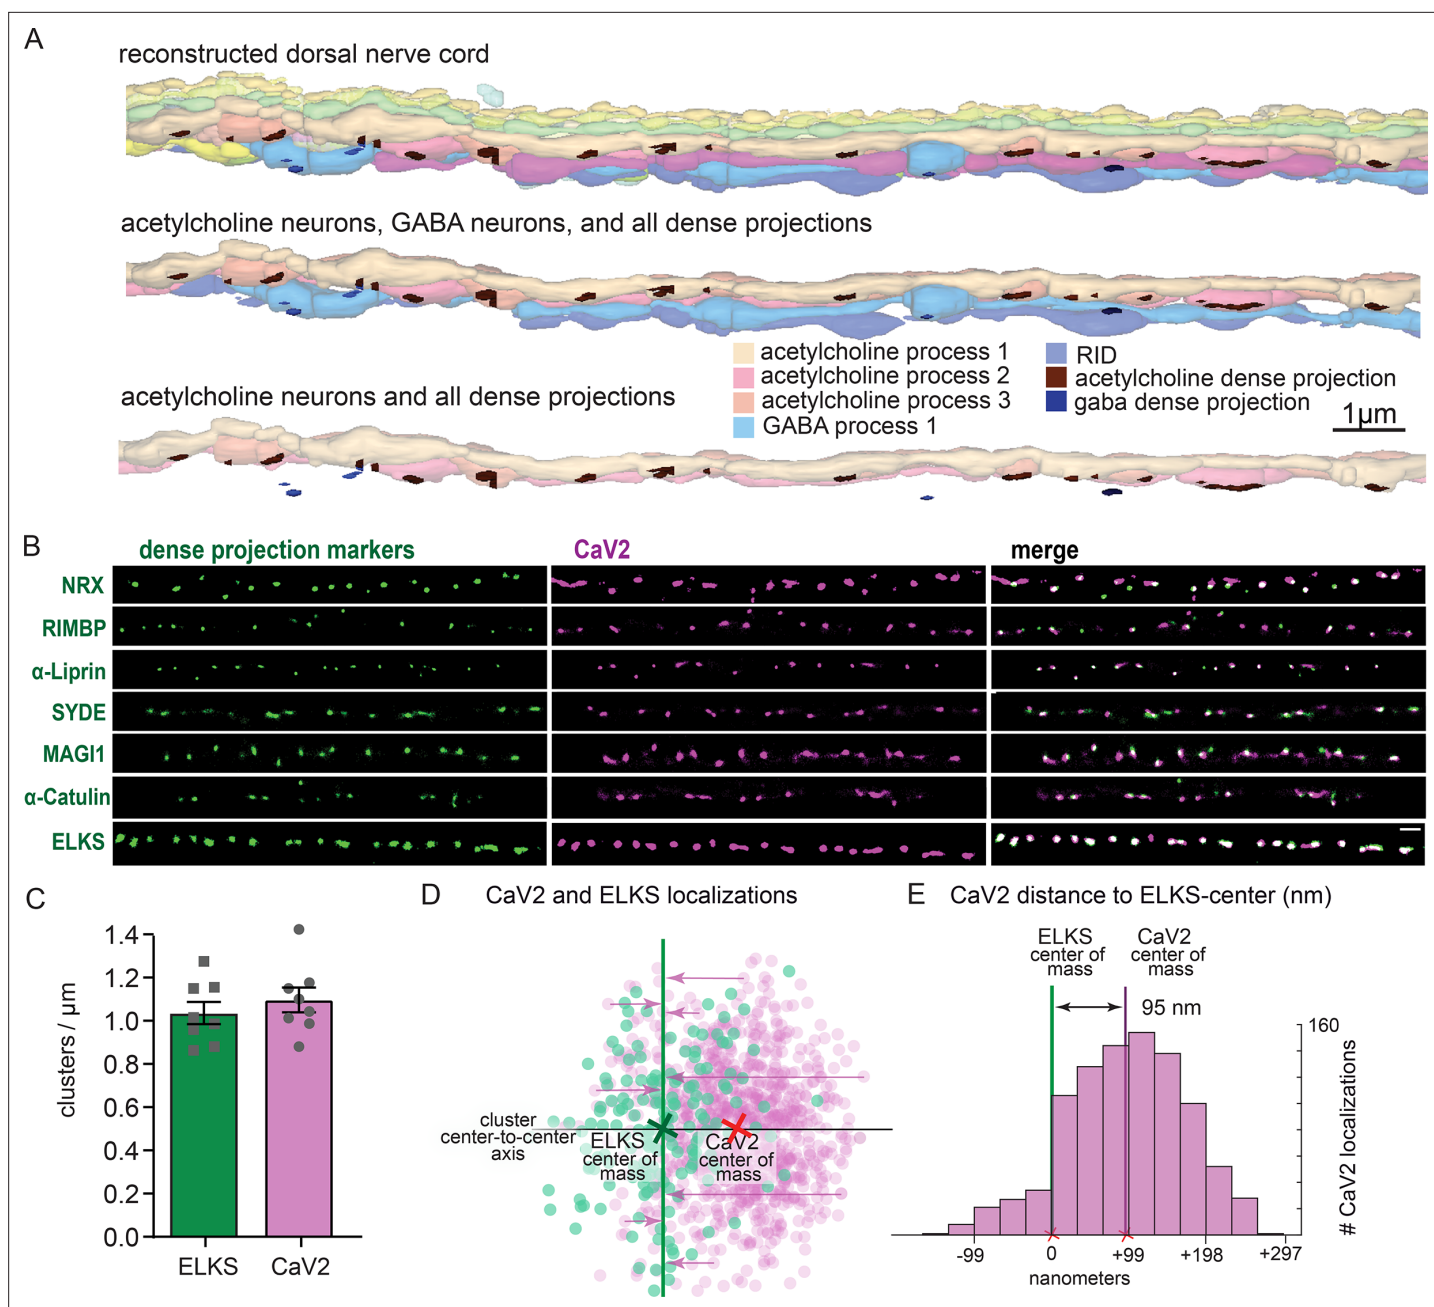 A
reconstructed dorsal nerve cord
acetylcholine neurons, GABA neurons, and all dense projections
acetylcholine process 1
acetylcholine process 2
acetylcholine process 3
GABA process 1
RID
acetylcholine dense projection
gaba dense projection
1µm
acetylcholine neurons and all dense projections
B
dense projection markers
CaV2
merge
NRX
RIMBP
α-Liprin
SYDE
MAGI1
α-Catulin
ELKS
C
clusters / µm
1.4
1.2
1.0
0.8
0.6
0.4
0.2
0.0
ELKS
CaV2
D
CaV2 and ELKS localizations
cluster
center-to-center
axis
ELKS
center of
mass
CaV2
center of
mass
E
CaV2 distance to ELKS-center (nm)
ELKS
center of
mass
CaV2
center of
mass
95 nm
160
# CaV2 localizations
-99
0
+99
+198
+297
nanometers